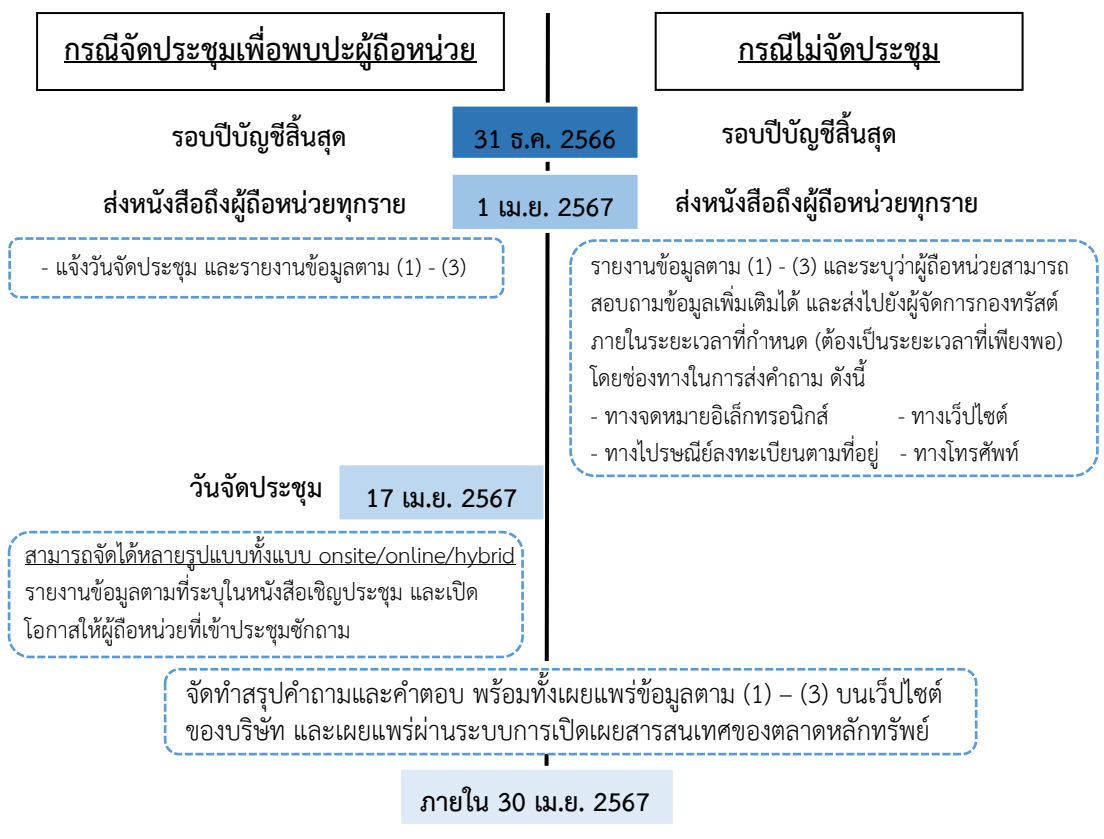 กรณีจัดประชุมเพื่อพบปะผู้ถือหน่วย
กรณีไม่จัดประชุม
รอบปีบัญชีสิ้นสุด
31 ธ.ค. 2566
รอบปีบัญชีสิ้นสุด
ส่งหนังสือถึงผู้ถือหน่วยทุกราย
1 เม.ย. 2567
ส่งหนังสือถึงผู้ถือหน่วยทุกราย
- แจ้งวันจัดประชุม และรายงานข้อมูลตาม (1) - (3)
รายงานข้อมูลตาม (1) - (3) และระบุว่าผู้ถือหน่วยสามารถ
สอบถามข้อมูลเพิ่มเติมได้ และส่งไปยังผู้จัดการกองทรัสต์
ภายในระยะเวลาที่กำหนด (ต้องเป็นระยะเวลาที่เพียงพอ)
โดยช่องทางในการส่งคำถาม ดังนี้
- ทางจดหมายอิเล็กทรอนิกส์ - ทางเว็ปไซต์
- ทางไปรษณีย์ลงทะเบียนตามที่อยู่ - ทางโทรศัพท์
วันจัดประชุม
17 เม.ย. 2567
สามารถจัดได้หลายรูปแบบทั้งแบบ onsite/online/hybrid
รายงานข้อมูลตามที่ระบุในหนังสือเชิญประชุม และเปิด
โอกาสให้ผู้ถือหน่วยที่เข้าประชุมซักถาม
จัดทำสรุปคำถามและคำตอบ พร้อมทั้งเผยแพร่ข้อมูลตาม (1) – (3) บนเว็ปไซต์
ของบริษัท และเผยแพร่ผ่านระบบการเปิดเผยสารสนเทศของตลาดหลักทรัพย์
ภายใน 30 เม.ย. 2567